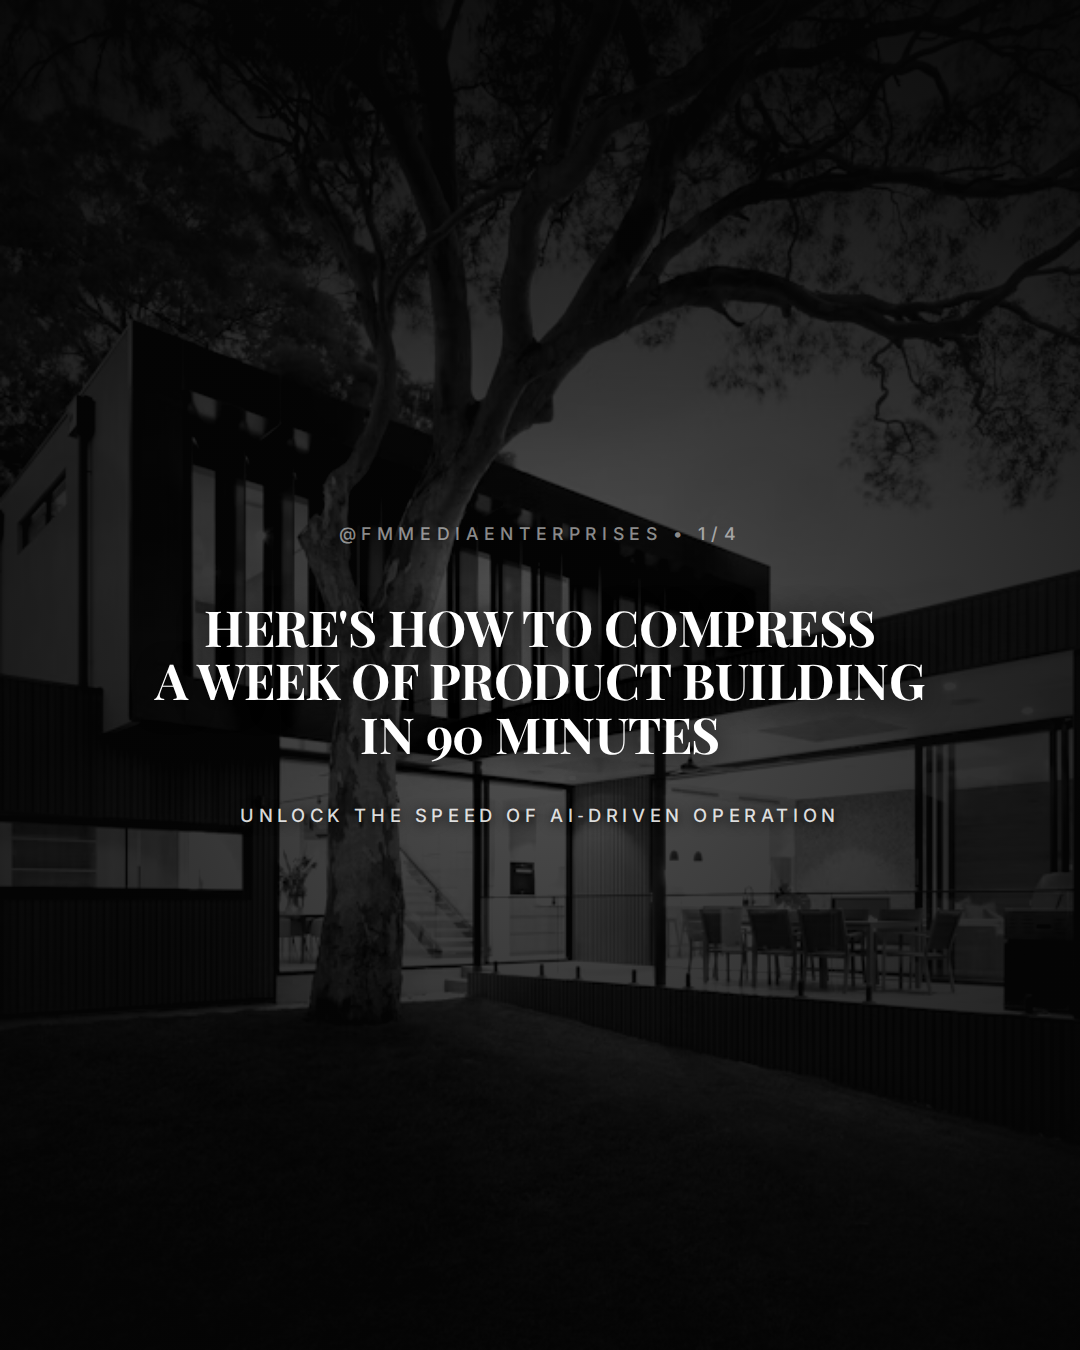 @FMMEDIAENTERPRISES • 1/4
HERE'S HOW TO COMPRESS
A WEEK OF PRODUCT BUILDING
IN 90 MINUTES
UNLOCK THE SPEED OF AI-DRIVEN OPERATION